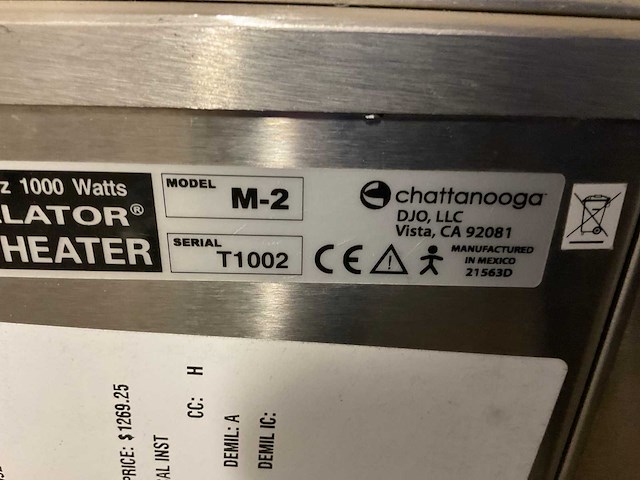 z 1000 Watts
LATOR®
HEATER
MODEL
M-2
SERIAL
T1002
chattanooga
DJO, LLC
Vista, CA 92081
CE
MANUFACTURED
IN MEXICO
21563D
PRICE: $1269.25
AL INST
CC: H
DEMIL: A
DEMIL IC: